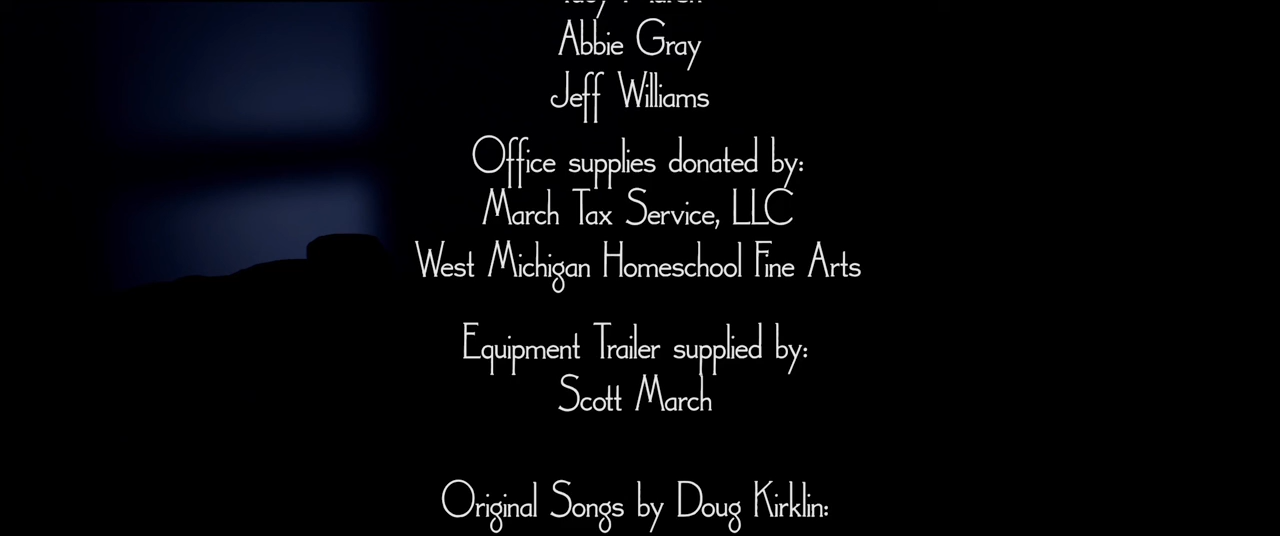 Abbie Gray
Jeff Williams
Office supplies donated by:
March Tax Service, LLC
West Michigan Homeschool Fine Arts
Equipment Trailer supplied by:
Scott March
Original Songs by Doug Kirklin: